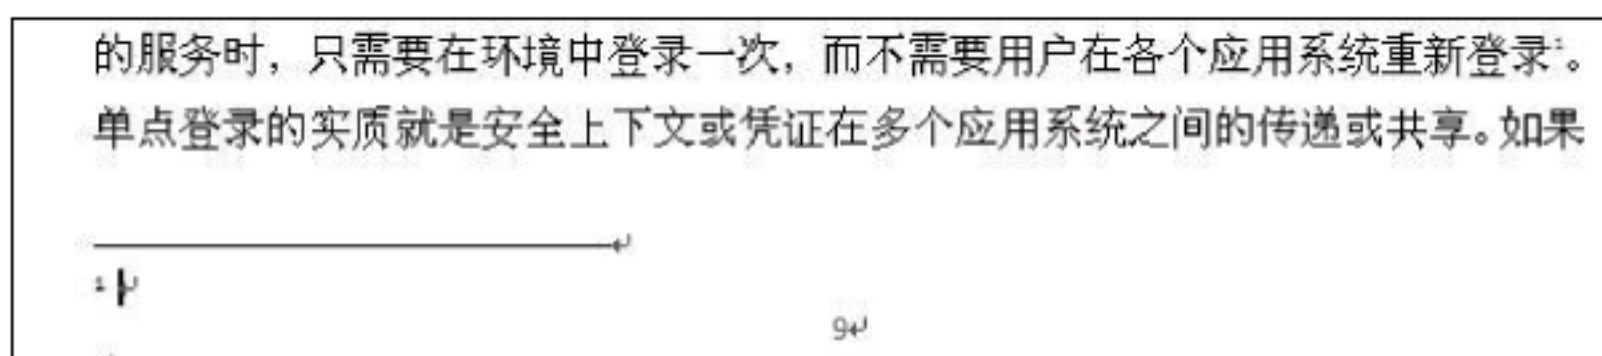 的服务时，只需要在环境中登录一次，而不需要用户在各个应用系统重新登录¹。
单点登录的实质就是安全上下文或凭证在多个应用系统之间的传递或共享。如果
1
9